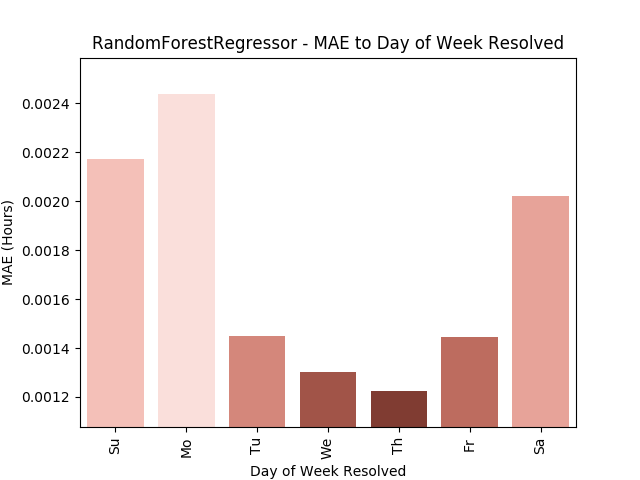 RandomForestRegressor - MAE to Day of Week Resolved
MAE (Hours)
0.0024
0.0022
0.0020
0.0018
0.0016
0.0014
0.0012
Su
Mo
Tu
We
Th
Fr
Sa
Day of Week Resolved